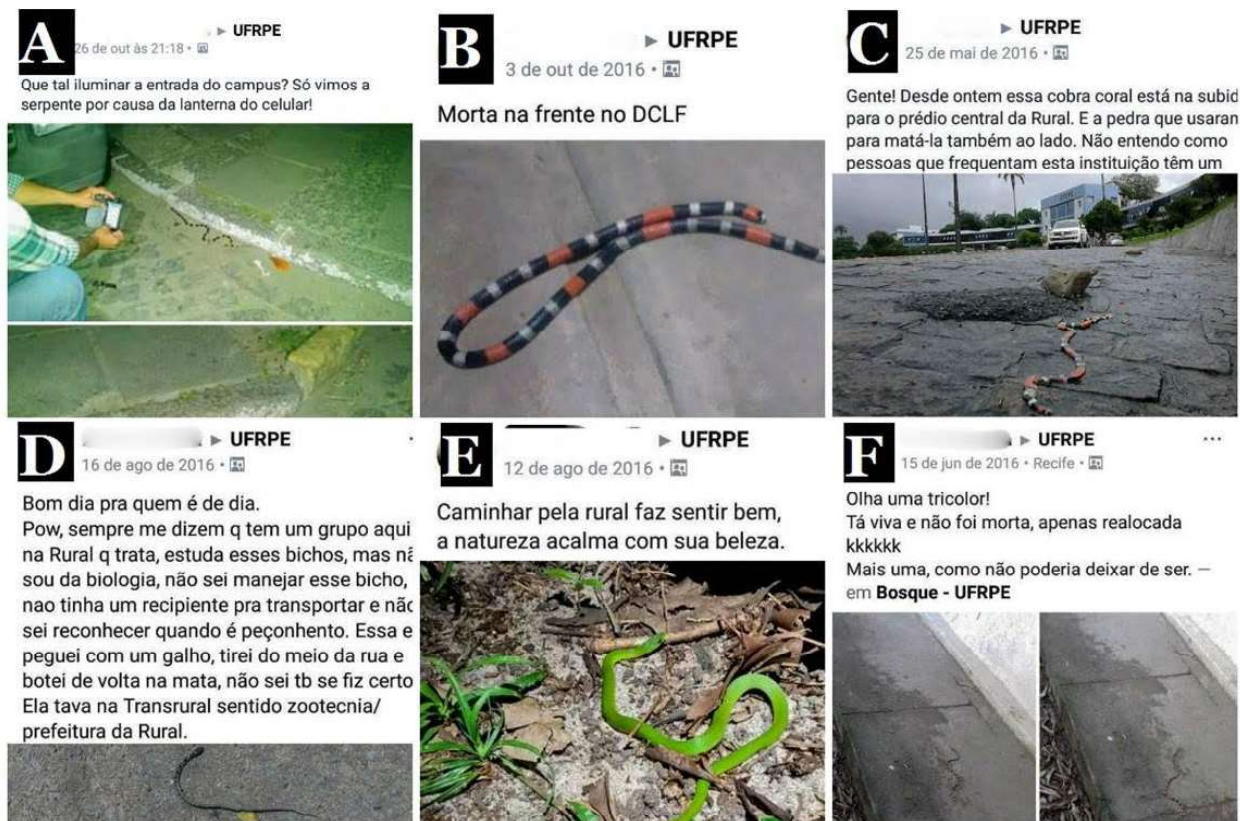 A
▸ UFRPE
26 de out às 21:18 •
Que tal iluminar a entrada do campus? Só vimos a
serpente por causa da lanterna do celular!
B
▸ UFRPE
3 de out de 2016 •
Morta na frente no DCLF
C
▸ UFRPE
25 de mai de 2016 •
Gente! Desde ontem essa cobra coral está na subid
para o prédio central da Rural. E a pedra que usaran
para matá-la também ao lado. Não entendo como
pessoas que frequentam esta instituição têm um
D
▸ UFRPE
16 de ago de 2016 •
Bom dia pra quem é de dia.
Pow, sempre me dizem q tem um grupo aqui
na Rural q trata, estuda esses bichos, mas nã
sou da biologia, não sei manejar esse bicho,
nao tinha um recipiente pra transportar e não
sei reconhecer quando é peçonhento. Essa e
peguei com um galho, tirei do meio da rua e
botei de volta na mata, não sei tb se fiz certo
Ela tava na Transrural sentido zootecnia/
prefeitura da Rural.
E
▸ UFRPE
12 de ago de 2016 •
Caminhar pela rural faz sentir bem,
a natureza acalma com sua beleza.
F
▸ UFRPE
...
15 de jun de 2016 • Recife •
Olha uma tricolor!
Tá viva e não foi morta, apenas realocada
kkkkkk
Mais uma, como não poderia deixar de ser. —
em Bosque - UFRPE